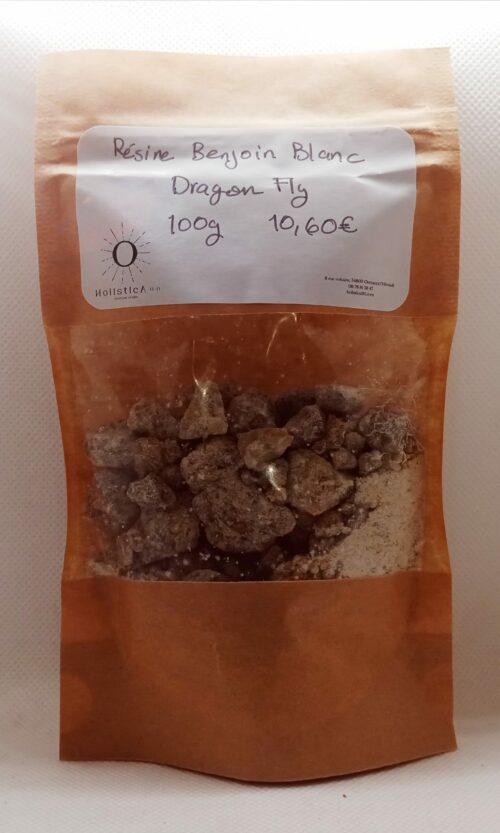 Résine Benjoin Blanc
Dragon Fly
100g 10,60€
HolisticA